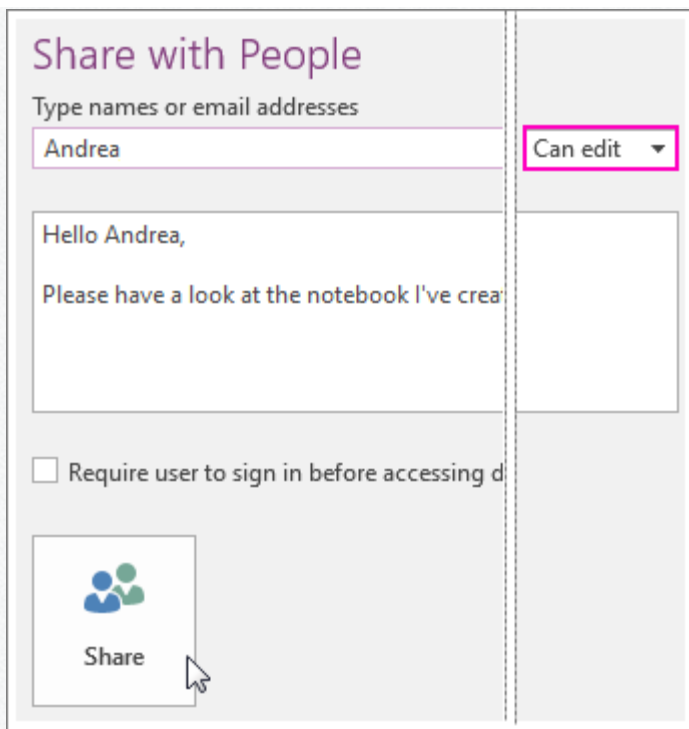 Share with People
Type names or email addresses
Andrea
Can edit
Hello Andrea,
Please have a look at the notebook I've
Require user to sign in before accessing
Share